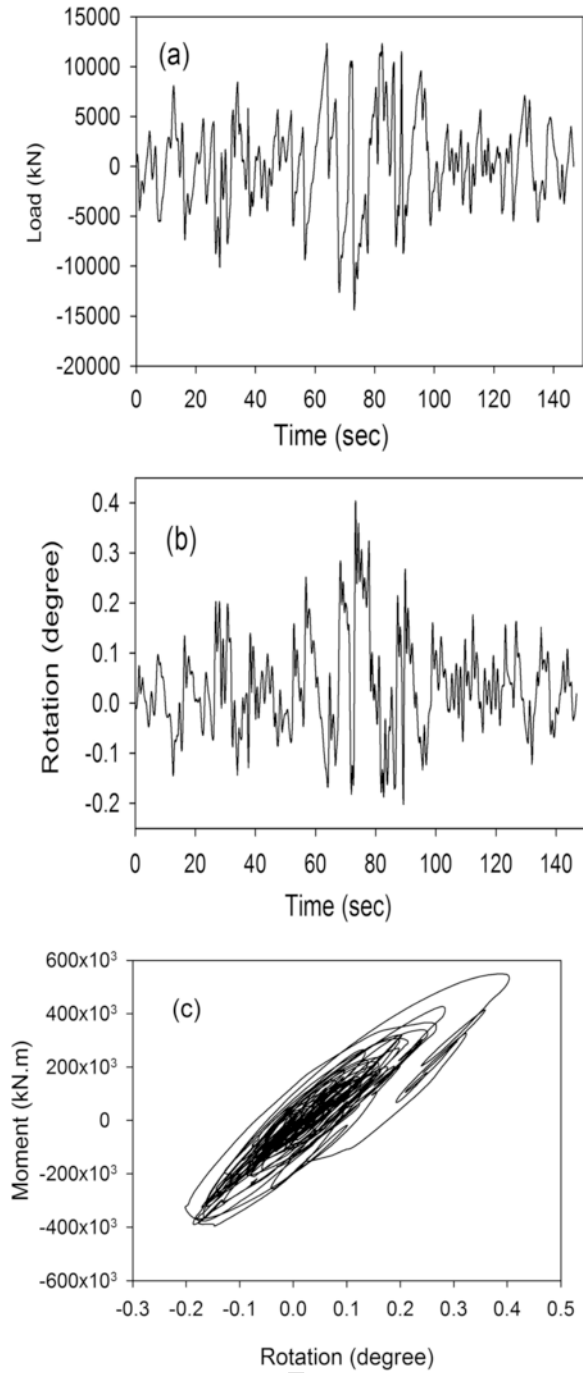 (a)
Load (kN)
15000
10000
5000
0
-5000
-10000
-15000
-20000
0 20 40 60 80 100 120 140
Time (sec)
(b)
Rotation (degree)
0.4
0.3
0.2
0.1
0.0
-0.1
-0.2
0 20 40 60 80 100 120 140
Time (sec)
(c)
Moment (kN.m)
600x10³
400x10³
200x10³
0
-200x10³
-400x10³
-600x10³
-0.3 -0.2 -0.1 0.0 0.1 0.2 0.3 0.4 0.5
Rotation (degree)